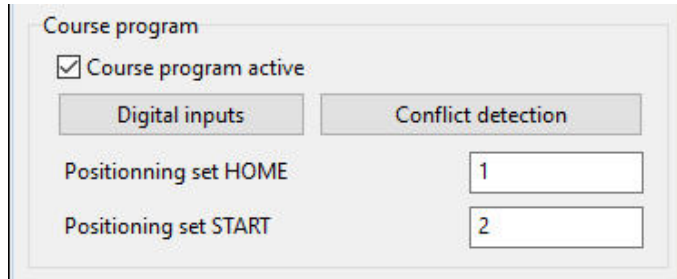 Course program
Course program active
Digital inputs Conflict detection
Positionning set HOME 1
Positioning set START 2